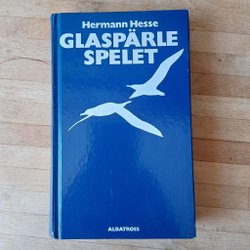 Hermann Hesse
GLASPÄRLE
SPELET
ALBATROSS